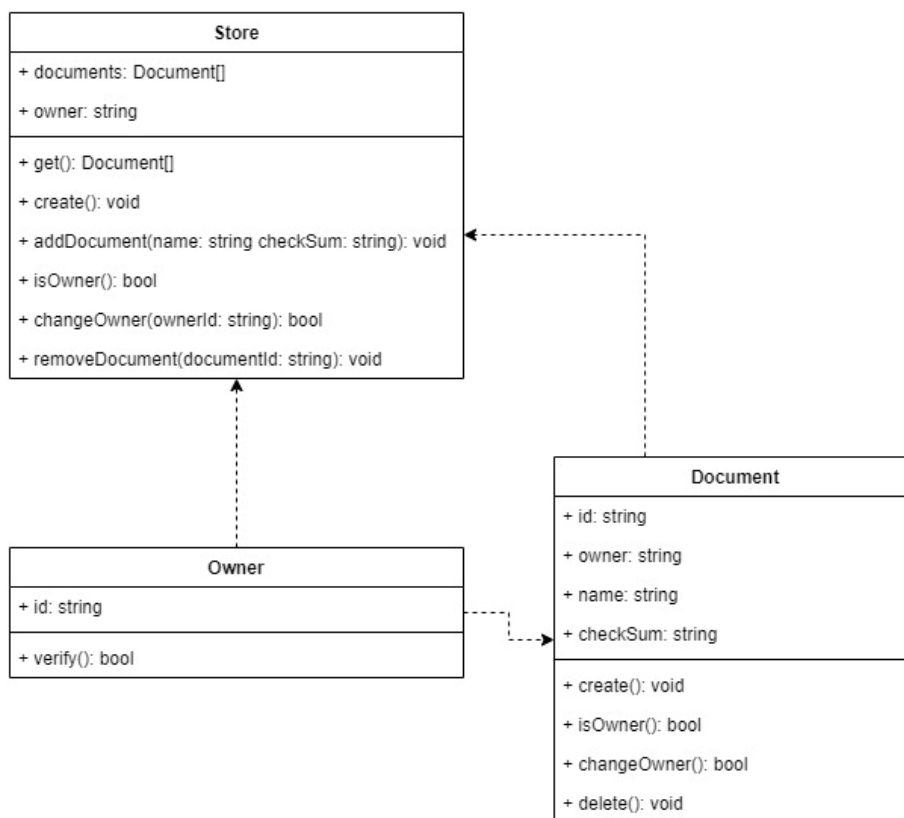 Store
+ documents: Document[]
+ owner: string
+ get(): Document[]
+ create(): void
+ addDocument(name: string checkSum: string): void
+ isOwner(): bool
+ changeOwner(ownerId: string): bool
+ removeDocument(documentId: string): void
Owner
+ id: string
+ verify(): bool
Document
+ id: string
+ owner: string
+ name: string
+ checkSum: string
+ create(): void
+ isOwner(): bool
+ changeOwner(): bool
+ delete(): void